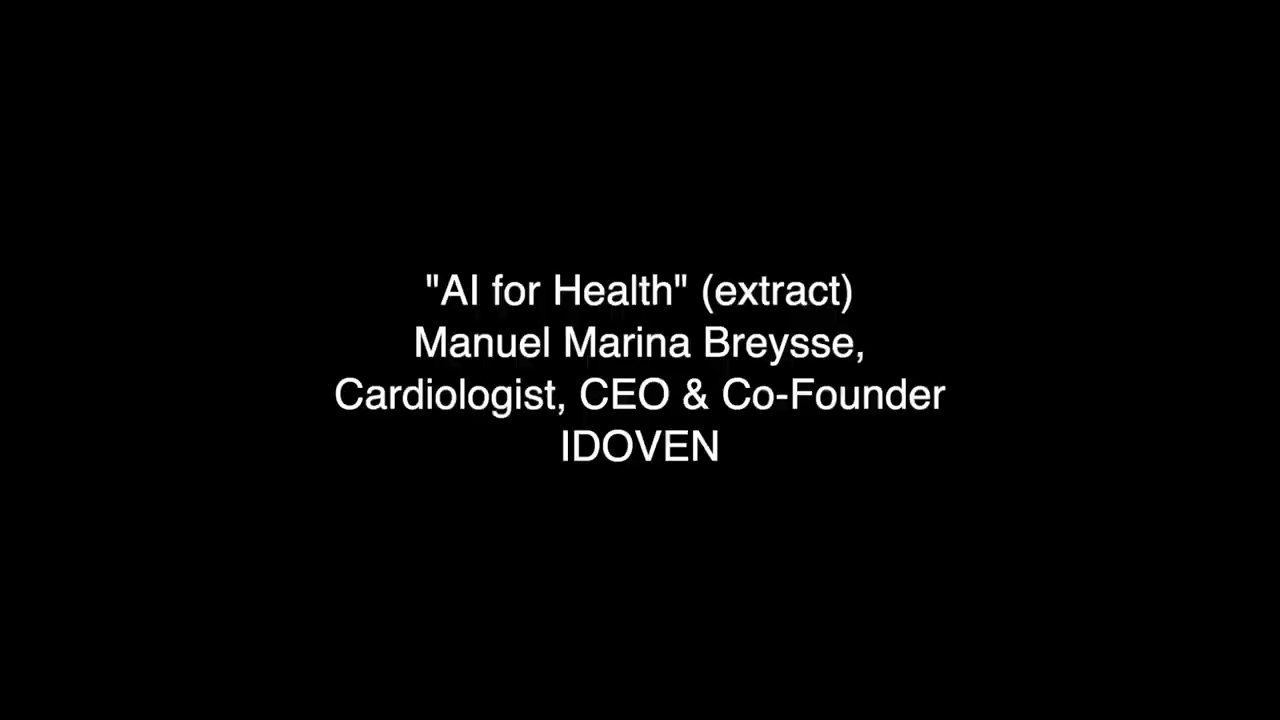 "AI for Health" (extract)
Manuel Marina Breysse,
Cardiologist, CEO & Co-Founder
IDOVEN